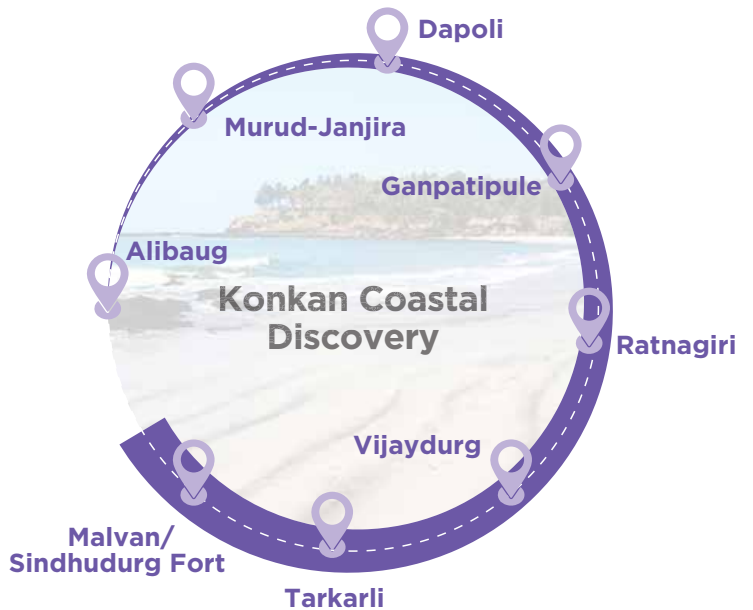 Dapoli
Murud-Janjira
Ganpatipule
Alibaug
Konkan Coastal
Discovery
Ratnagiri
Vijaydurg
Malvan/
Sindhudurg Fort
Tarkarli